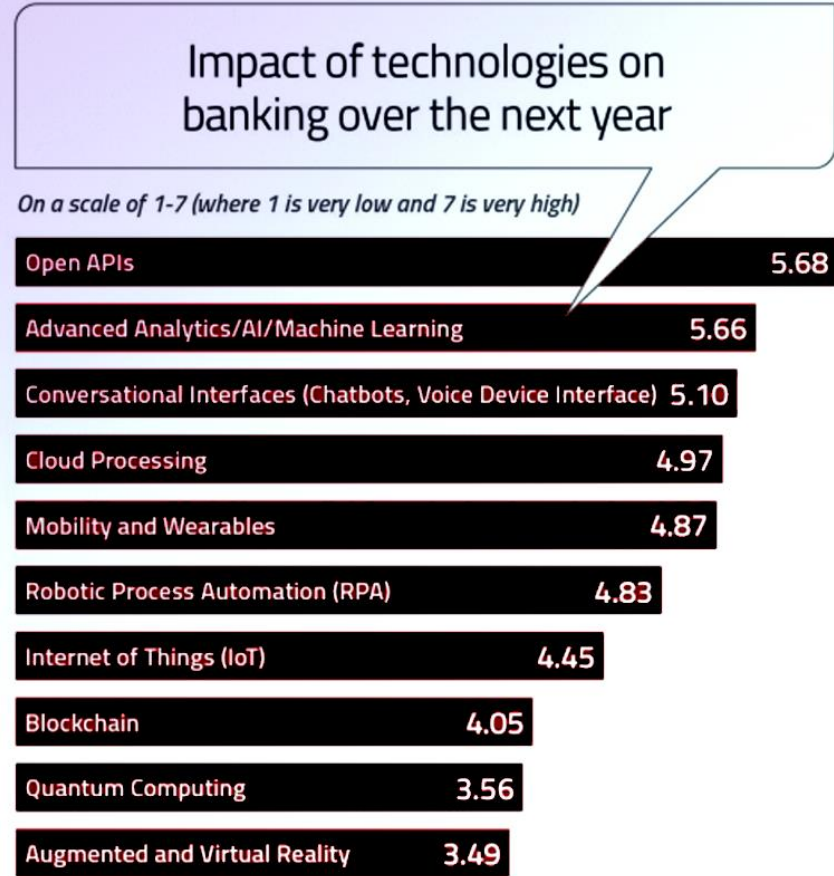 Impact of technologies on
banking over the next year
On a scale of 1-7 (where 1 is very low and 7 is very high)
Open APIs 5.68
Advanced Analytics/AI/Machine Learning 5.66
Conversational Interfaces (Chatbots, Voice Device Interface) 5.10
Cloud Processing 4.97
Mobility and Wearables 4.87
Robotic Process Automation (RPA) 4.83
Internet of Things (IoT) 4.45
Blockchain 4.05
Quantum Computing 3.56
Augmented and Virtual Reality 3.49